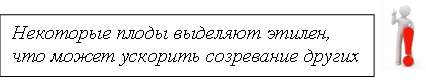 Некоторые плоды выделяют этилен,
что может ускорить созревание других